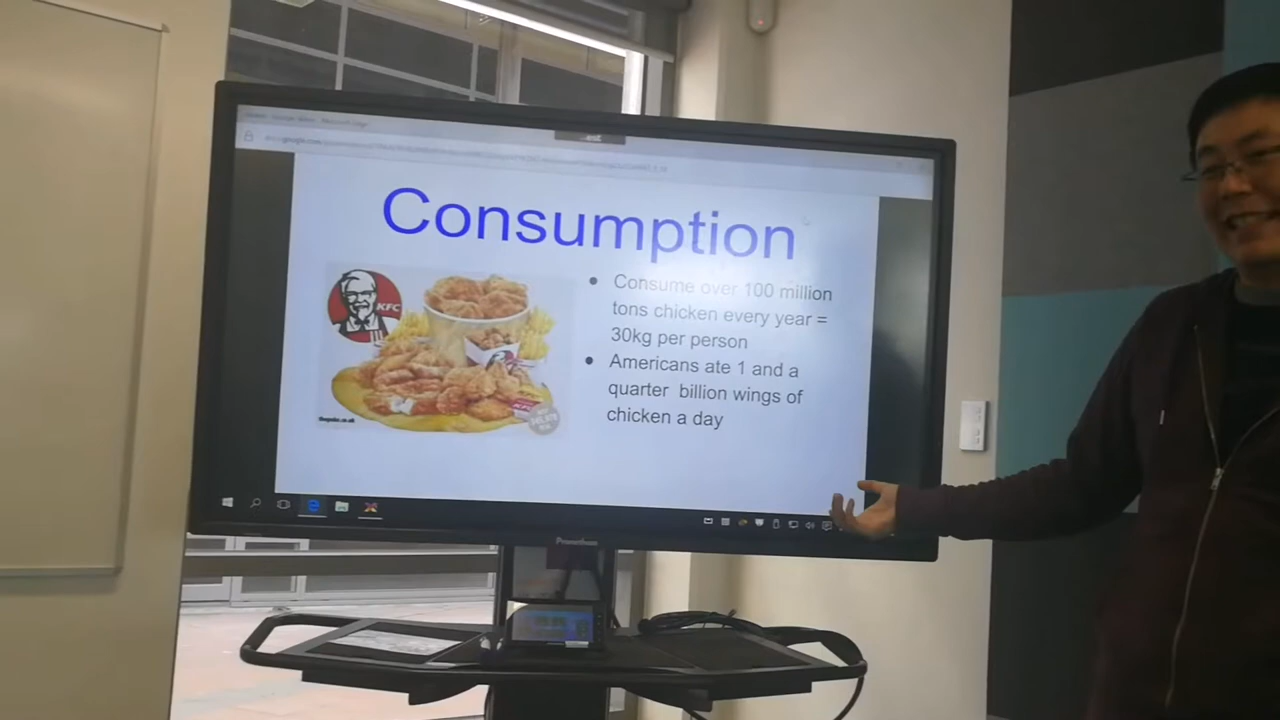 Consumption
KFC
● Consume over 100 million
tons chicken every year =
30kg per person
● Americans ate 1 and a
quarter billion wings of
chicken a day
Promethean